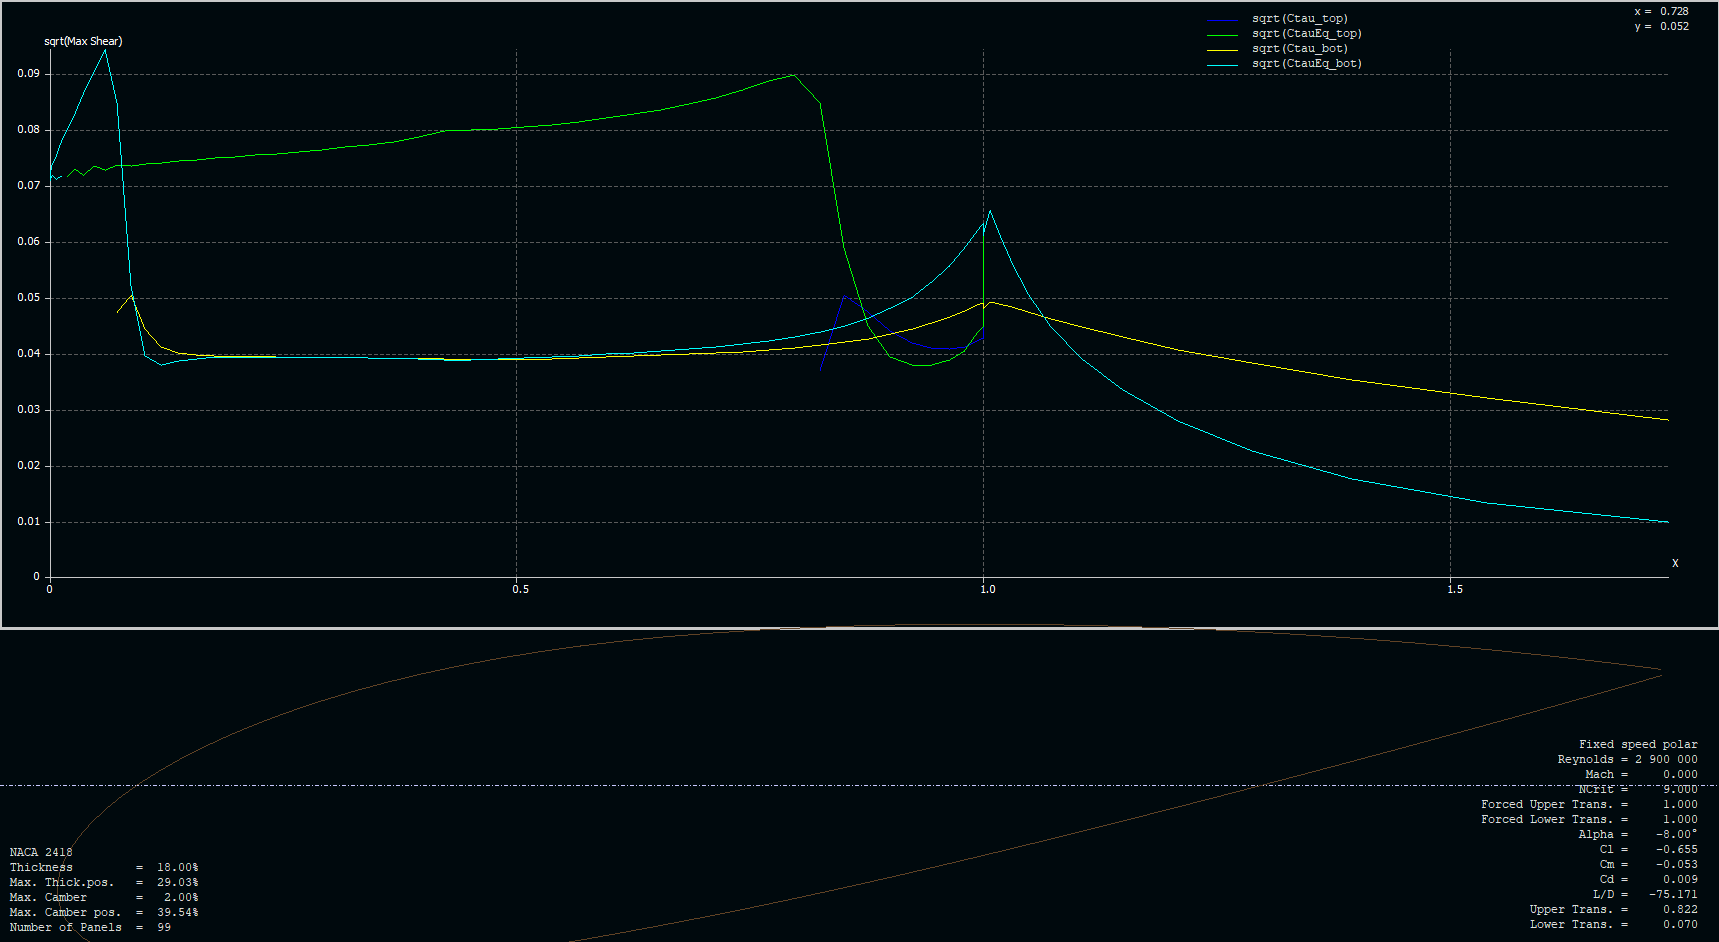 sqrt(Ctau_top)
sqrt(CtauEq_top)
sqrt(Ctau_bot)
sqrt(CtauEq_bot)
x = 0.728
y = 0.052
sqrt(Max Shear)
0.09
0.08
0.07
0.06
0.05
0.04
0.03
0.02
0.01
0
X
0 0.5 1.0 1.5
Fixed speed polar
Reynolds = 2 900 000
Mach = 0.000
NCrit = 9.000
Forced Upper Trans. = 1.000
Forced Lower Trans. = 1.000
Alpha = -8.00°
Cl = -0.655
Cm = -0.053
Cd = 0.009
L/D = -75.171
Upper Trans. = 0.822
Lower Trans. = 0.070
NACA 2418
Thickness = 18.00%
Max. Thick.pos. = 29.03%
Max. Camber = 2.00%
Max. Camber pos. = 39.54%
Number of Panels = 99